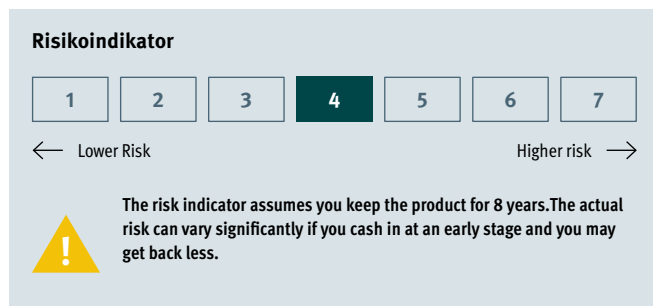 Risikoindikator
1 2 3 4 5 6 7
Lower Risk Higher risk
The risk indicator assumes you keep the product for 8 years.The actual
risk can vary significantly if you cash in at an early stage and you may
get back less.